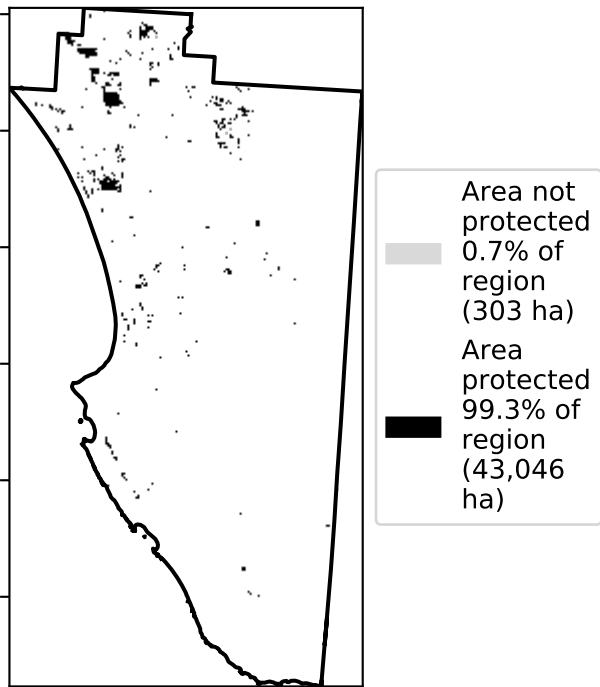 Area not
protected
0.7% of
region
(303 ha)
Area
protected
99.3% of
region
(43,046
ha)